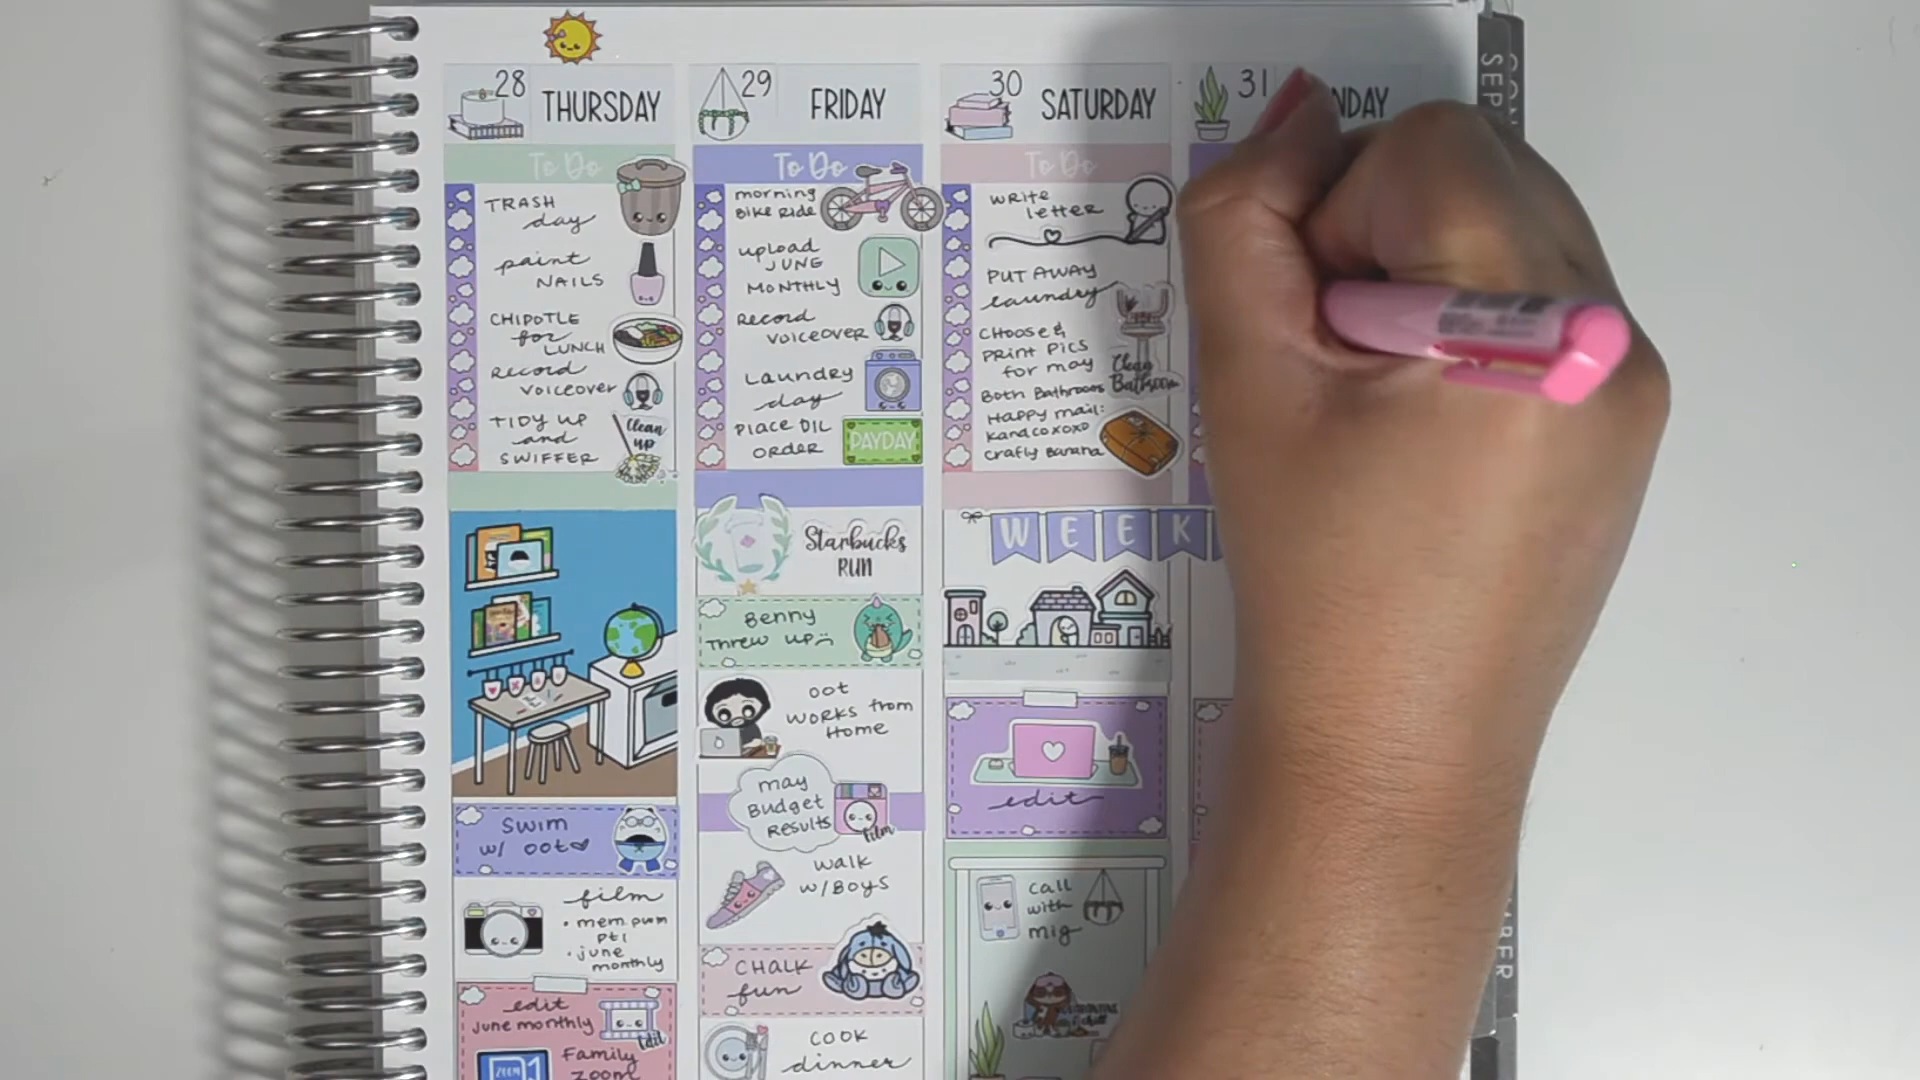 28 THURSDAY
To Do
TRASH
day
paint
NAILS
CHIPOTLE
for
LUNCH
Record
voiceover
TIDY UP
and
SWIFFER
Clean
up
swim
w/ oot
film
• mem. pum
pt 1
• june
monthly
edit
June monthly
Edit
Family
zoom
ZOOM
29 FRIDAY
To Do
morning
Bike Ride
upload
JUNE
MONTHLY
Record
voiceover
Laundry
day
Place DIL
order
PAYDAY
Starbucks
RUN
Benny
Threw up
oot
works from
Home
may
Budget
Results
film
walk
w/ Boys
CHALK
fun
COOK
dinner
30 SATURDAY
To Do
write
letter
PUT AWAY
laundry
CHOOSE &
Print Pics
for may
Both Bathrooms
Clean
Bathroom
Happy mail:
kandcoxoxo
crafty Banana
WEEK
edit
call
with
mig
31 NDAY
SEP